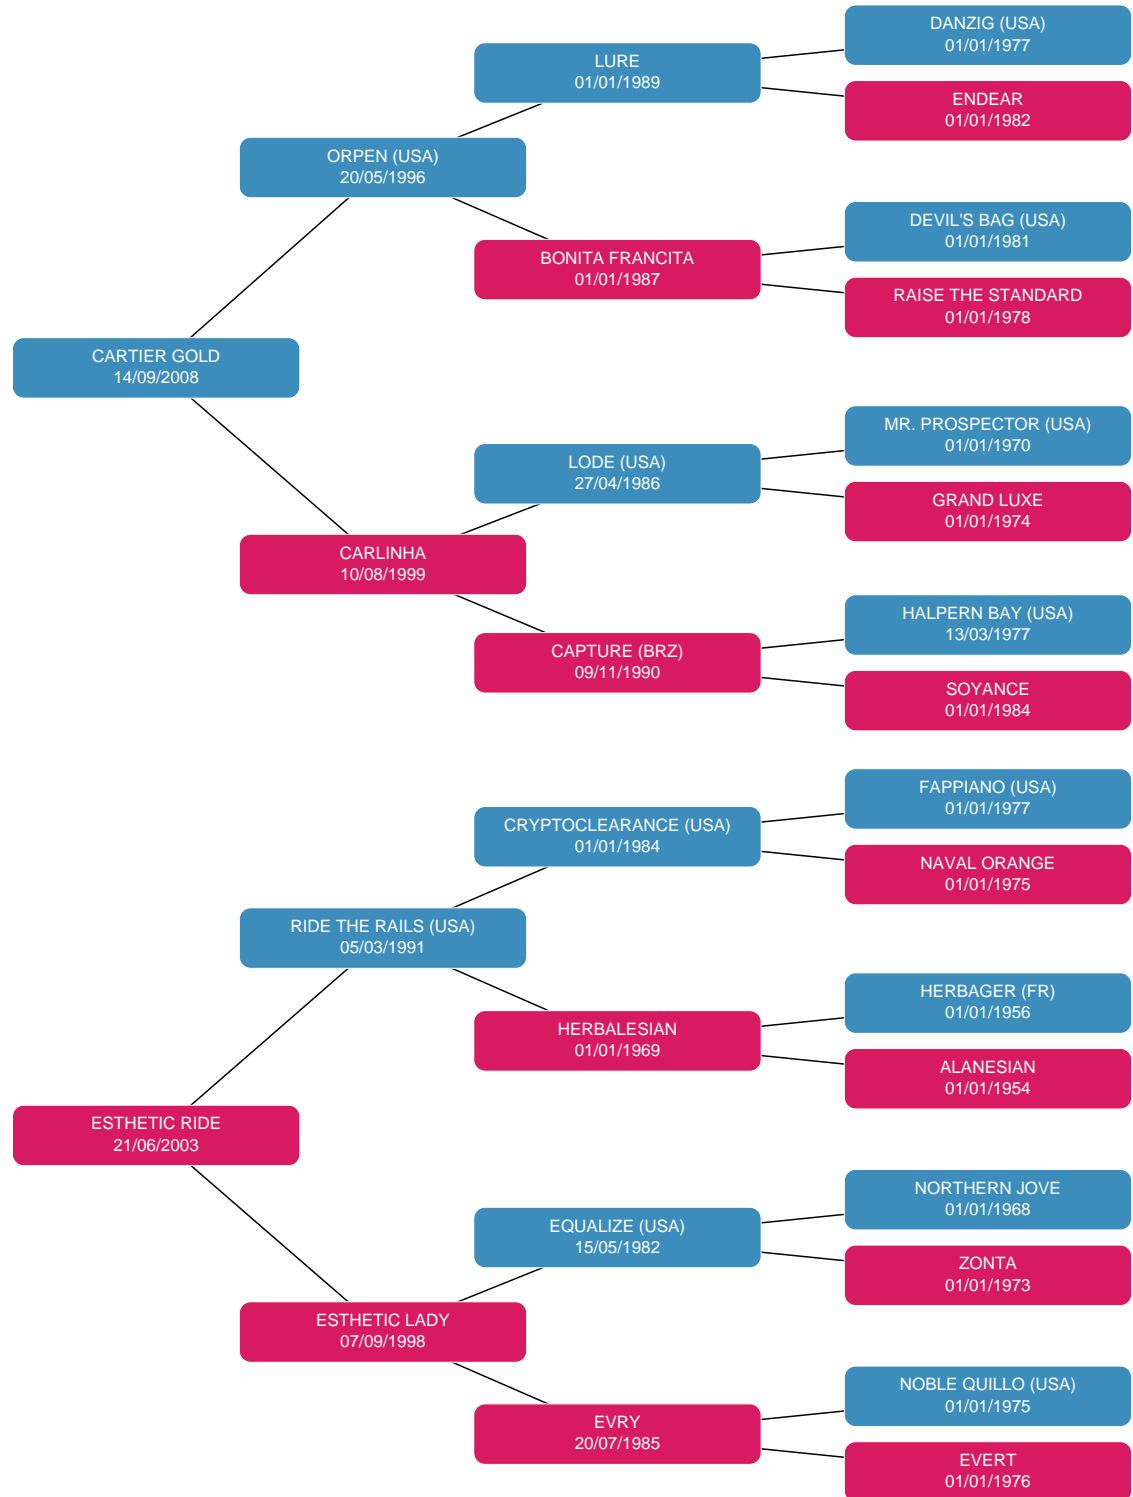 DANZIG (USA)
01/01/1977
LURE
01/01/1989
ENDEAR
01/01/1982
ORPEN (USA)
20/05/1996
DEVIL'S BAG (USA)
01/01/1981
BONITA FRANCITA
01/01/1987
RAISE THE STANDARD
01/01/1978
CARTIER GOLD
14/09/2008
MR. PROSPECTOR (USA)
01/01/1970
LODE (USA)
27/04/1986
GRAND LUXE
01/01/1974
CARLINHA
10/08/1999
HALPERN BAY (USA)
13/03/1977
CAPTURE (BRZ)
09/11/1990
SOYANCE
01/01/1984
FAPPIANO (USA)
01/01/1977
CRYPTOCLEARANCE (USA)
01/01/1984
NAVAL ORANGE
01/01/1975
RIDE THE RAILS (USA)
05/03/1991
HERBAGER (FR)
01/01/1956
HERBALESIAN
01/01/1969
ALANESIAN
01/01/1954
ESTHETIC RIDE
21/06/2003
NORTHERN JOVE
01/01/1968
EQUALIZE (USA)
15/05/1982
ZONTA
01/01/1973
ESTHETIC LADY
07/09/1998
NOBLE QUILLO (USA)
01/01/1975
EVRY
20/07/1985
EVERT
01/01/1976